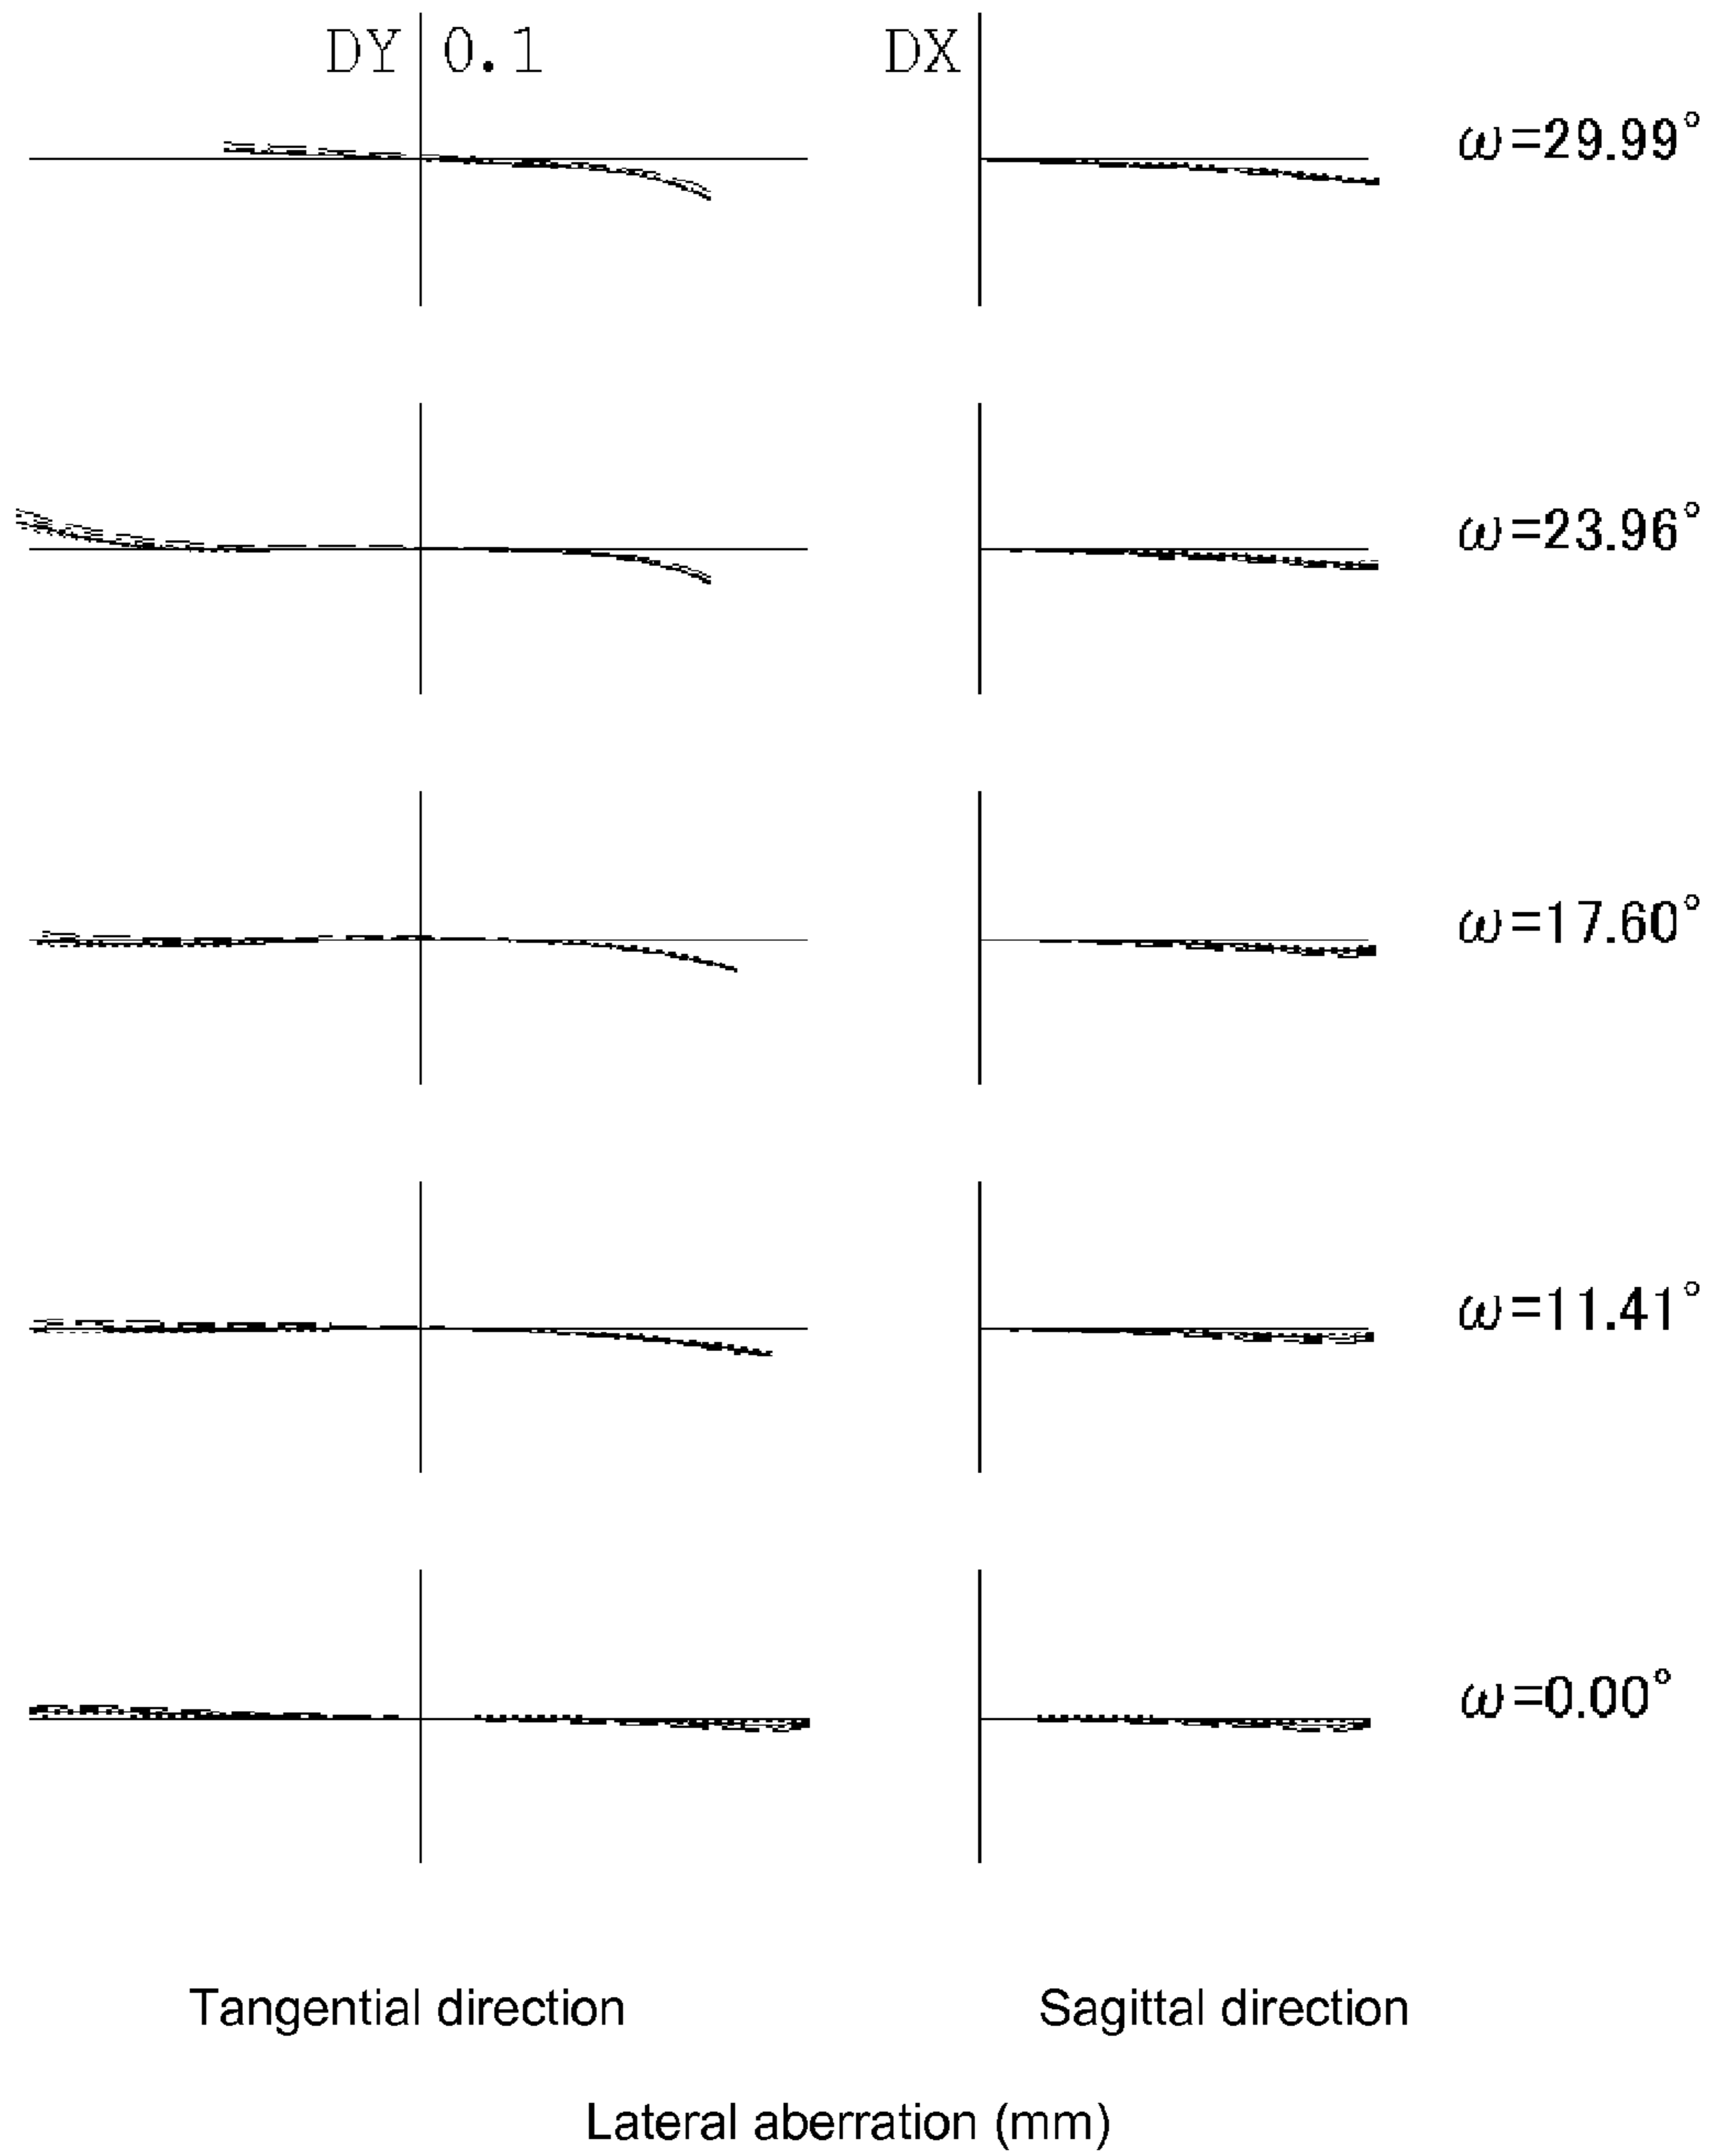 DY 0.1 DX
ω=29.99°
ω=23.96°
ω=17.60°
ω=11.41°
ω=0.00°
Tangential direction Sagittal direction
Lateral aberration (mm)